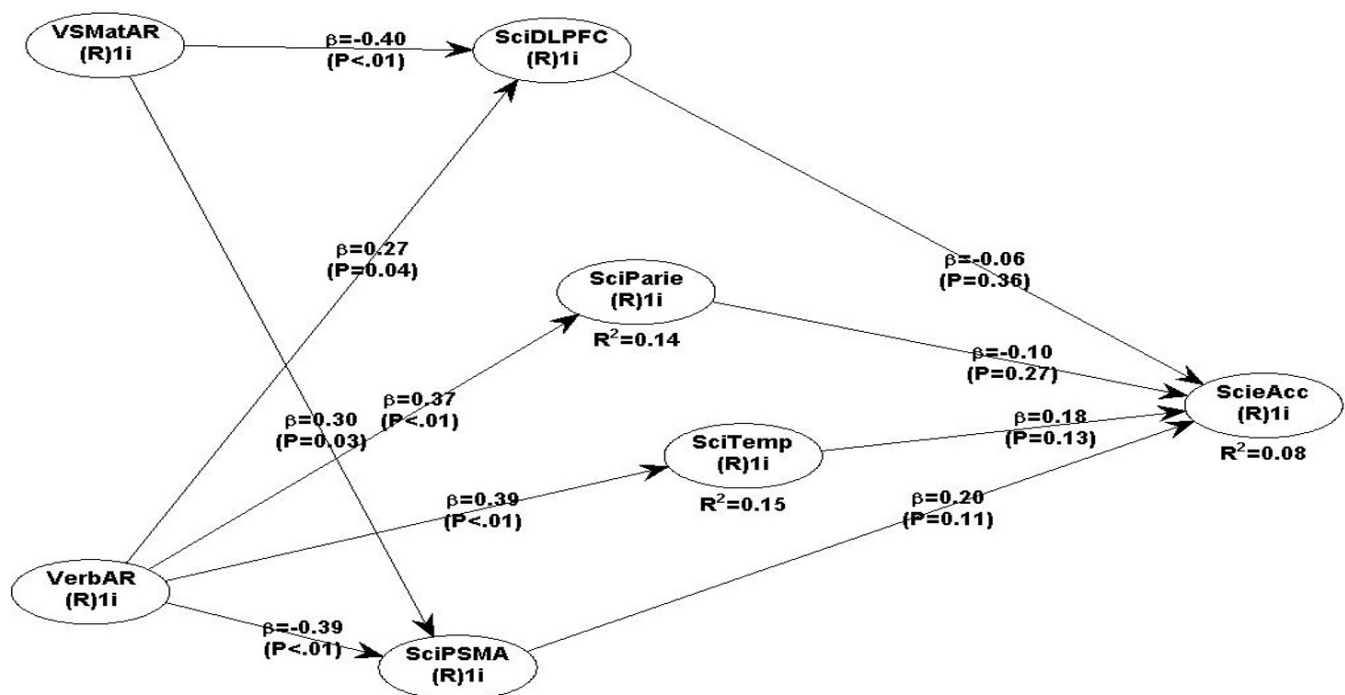 VSMatAR
(R)1i
β=-0.40
(P<.01)
SciDLPFC
(R)1i
β=0.27
(P=0.04)
β=-0.06
(P=0.36)
SciParie
(R)1i
R²=0.14
β=-0.10
(P=0.27)
β=0.37
(P<.01)
β=0.30
(P=0.03)
ScieAcc
(R)1i
R²=0.08
β=0.18
(P=0.13)
SciTemp
(R)1i
R²=0.15
β=0.39
(P<.01)
β=0.20
(P=0.11)
VerbAR
(R)1i
β=-0.39
(P<.01)
SciPSMA
(R)1i